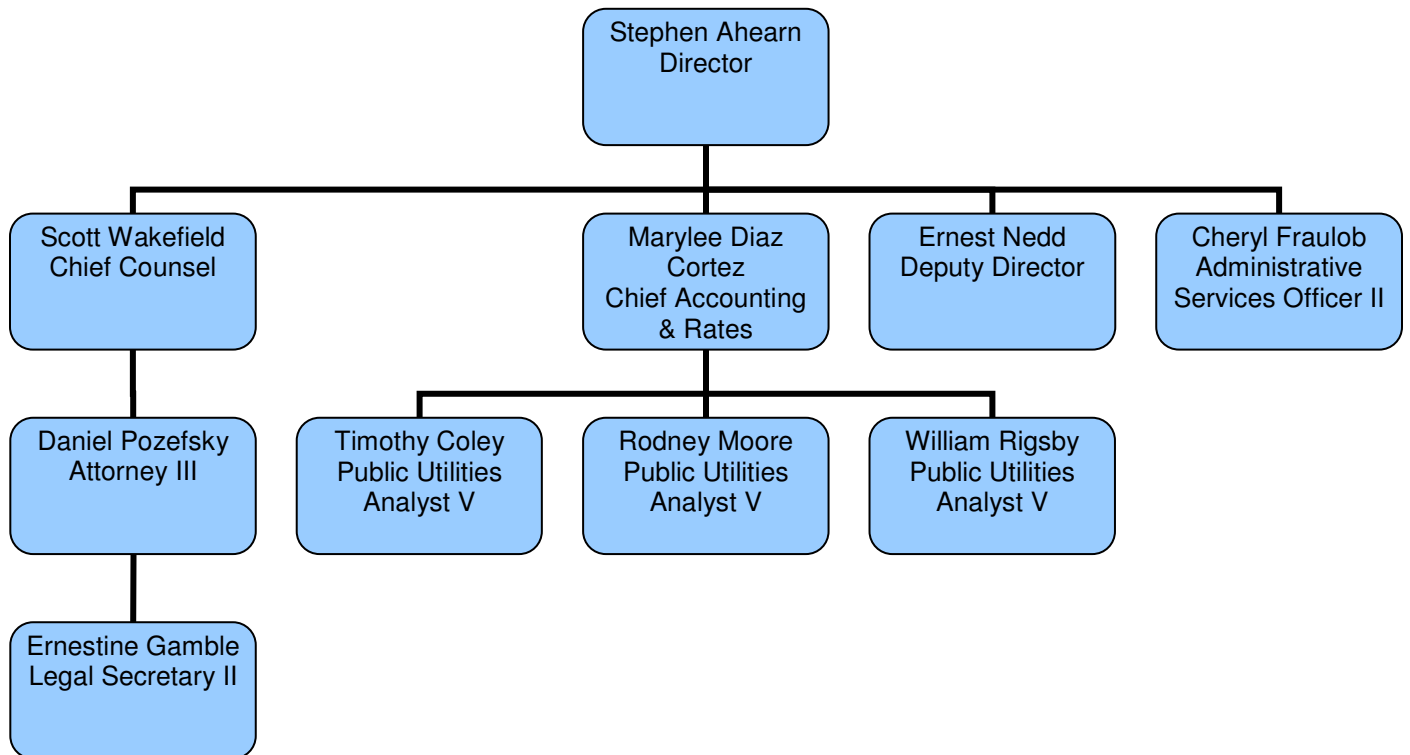 Stephen Ahearn
Director
Scott Wakefield
Chief Counsel
Marylee Diaz
Cortez
Chief Accounting
& Rates
Ernest Nedd
Deputy Director
Cheryl Fraulob
Administrative
Services Officer II
Daniel Pozefsky
Attorney III
Timothy Coley
Public Utilities
Analyst V
Rodney Moore
Public Utilities
Analyst V
William Rigsby
Public Utilities
Analyst V
Ernestine Gamble
Legal Secretary II